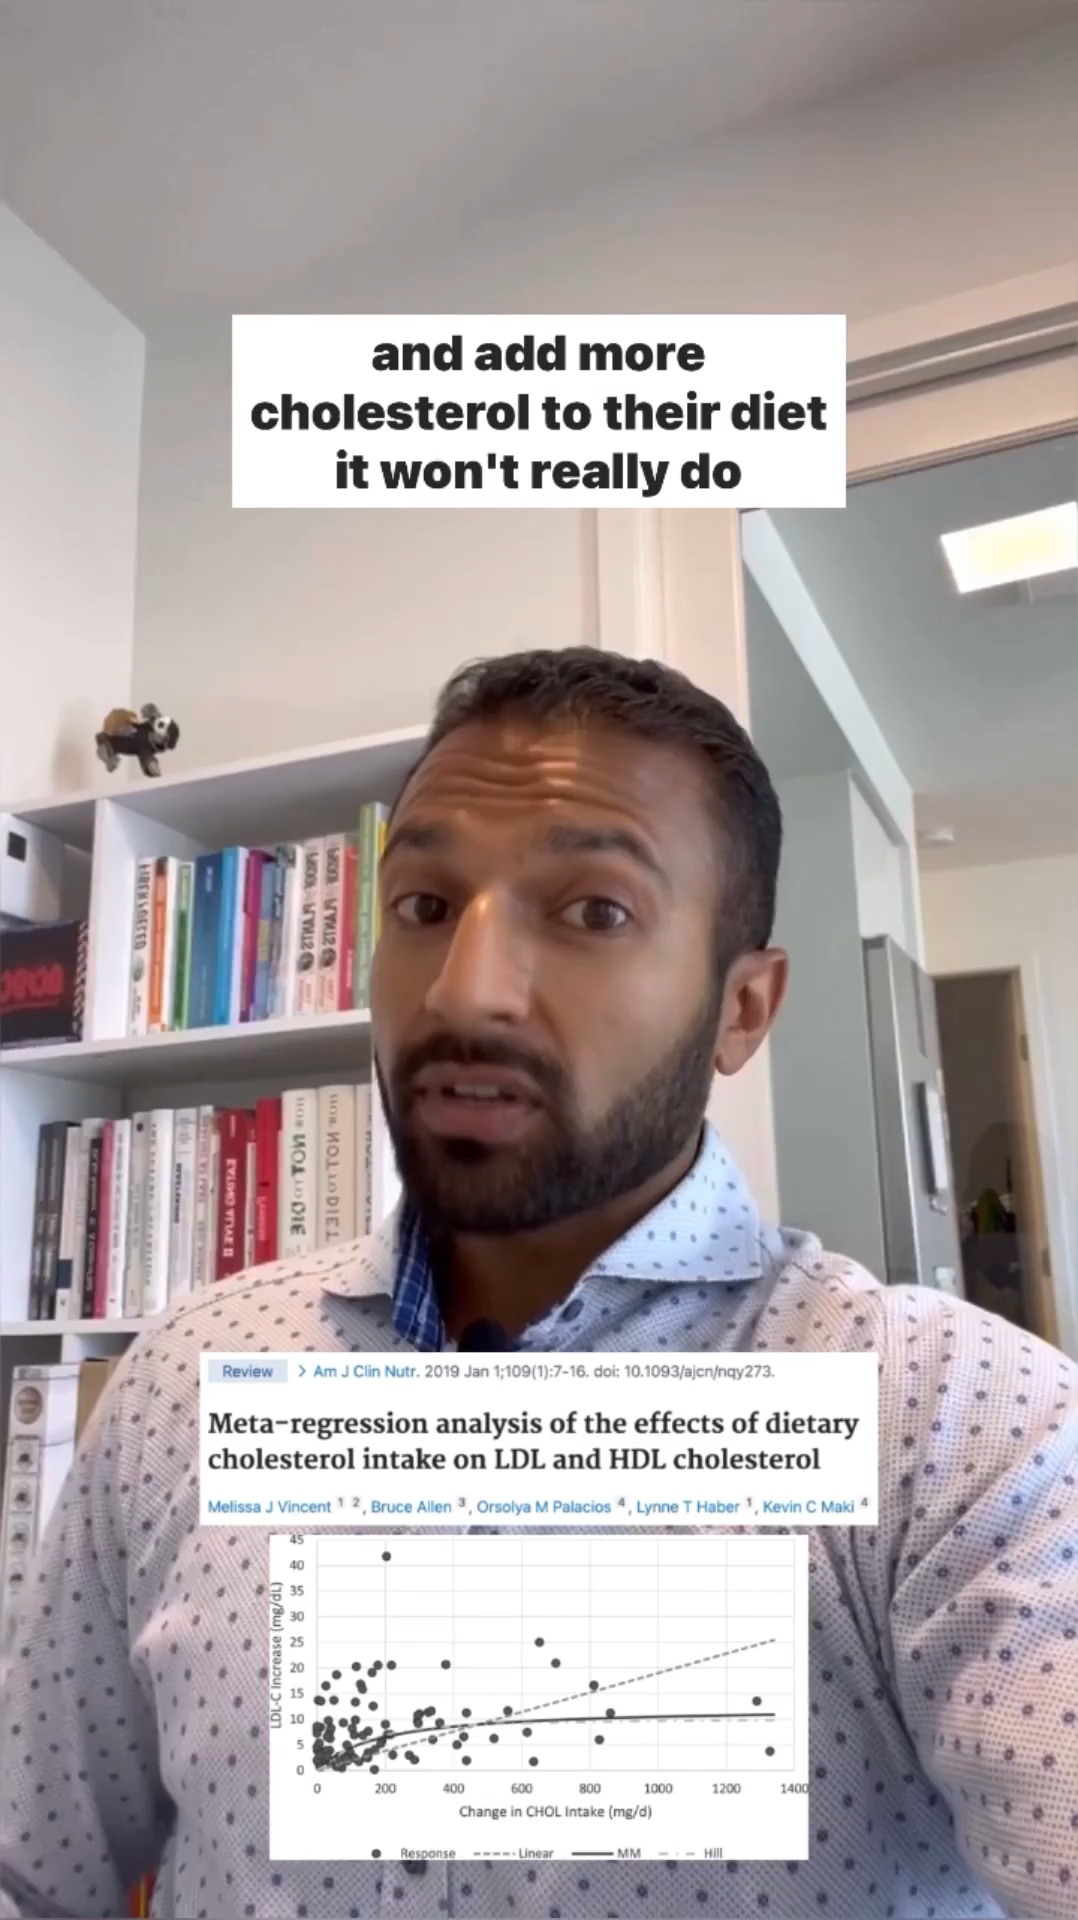 and add more
cholesterol to their diet
it won't really do
Review > Am J Clin Nutr. 2019 Jan 1;109(1):7-16. doi: 10.1093/ajcn/nqy273.
Meta-regression analysis of the effects of dietary
cholesterol intake on LDL and HDL cholesterol
Melissa J Vincent 1 2, Bruce Allen 3, Orsolya M Palacios 4, Lynne T Haber 1, Kevin C Maki 4
LDL-C Increase (mg/dL)
45
40
35
30
25
20
15
10
5
0
0 200 400 600 800 1000 1200 1400
Change in CHOL Intake (mg/d)
Response Linear MM Hill